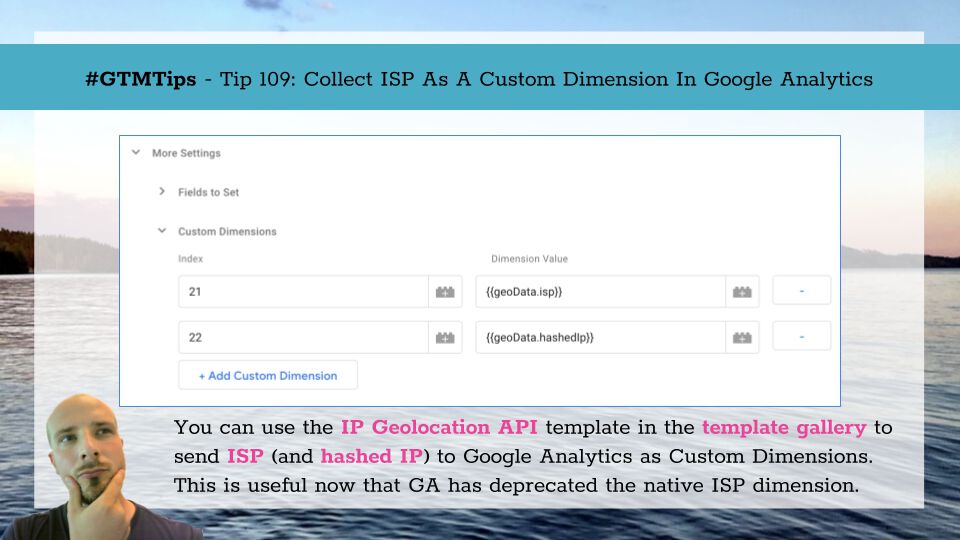 #GTMTips - Tip 109: Collect ISP As A Custom Dimension In Google Analytics
More Settings
Fields to Set
Custom Dimensions
Index Dimension Value
21 {{geoData.isp}} -
22 {{geoData.hashedIp}} -
+ Add Custom Dimension
You can use the IP Geolocation API template in the template gallery to
send ISP (and hashed IP) to Google Analytics as Custom Dimensions.
This is useful now that GA has deprecated the native ISP dimension.